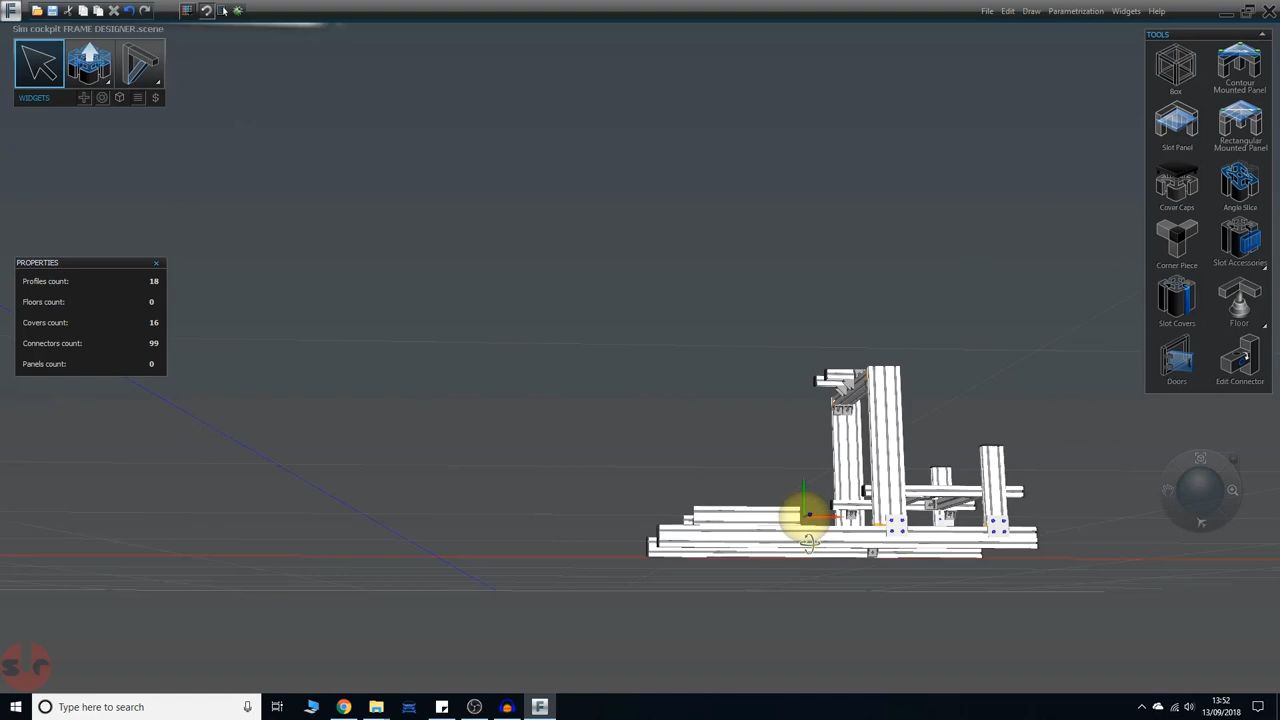 File Edit Draw Parametrization Widgets Help
Sim cockpit FRAME DESIGNER.scene
WIDGETS
$
TOOLS
Box
Contour
Mounted Panel
Slot Panel
Rectangular
Mounted Panel
Cover Caps
Angle Slice
Corner Piece
Slot Accessories
Slot Covers
Floor
Doors
Edit Connector
PROPERTIES
Profiles count: 18
Floors count: 0
Covers count: 16
Connectors count: 99
Panels count: 0
Type here to search
13:52
13/09/2018